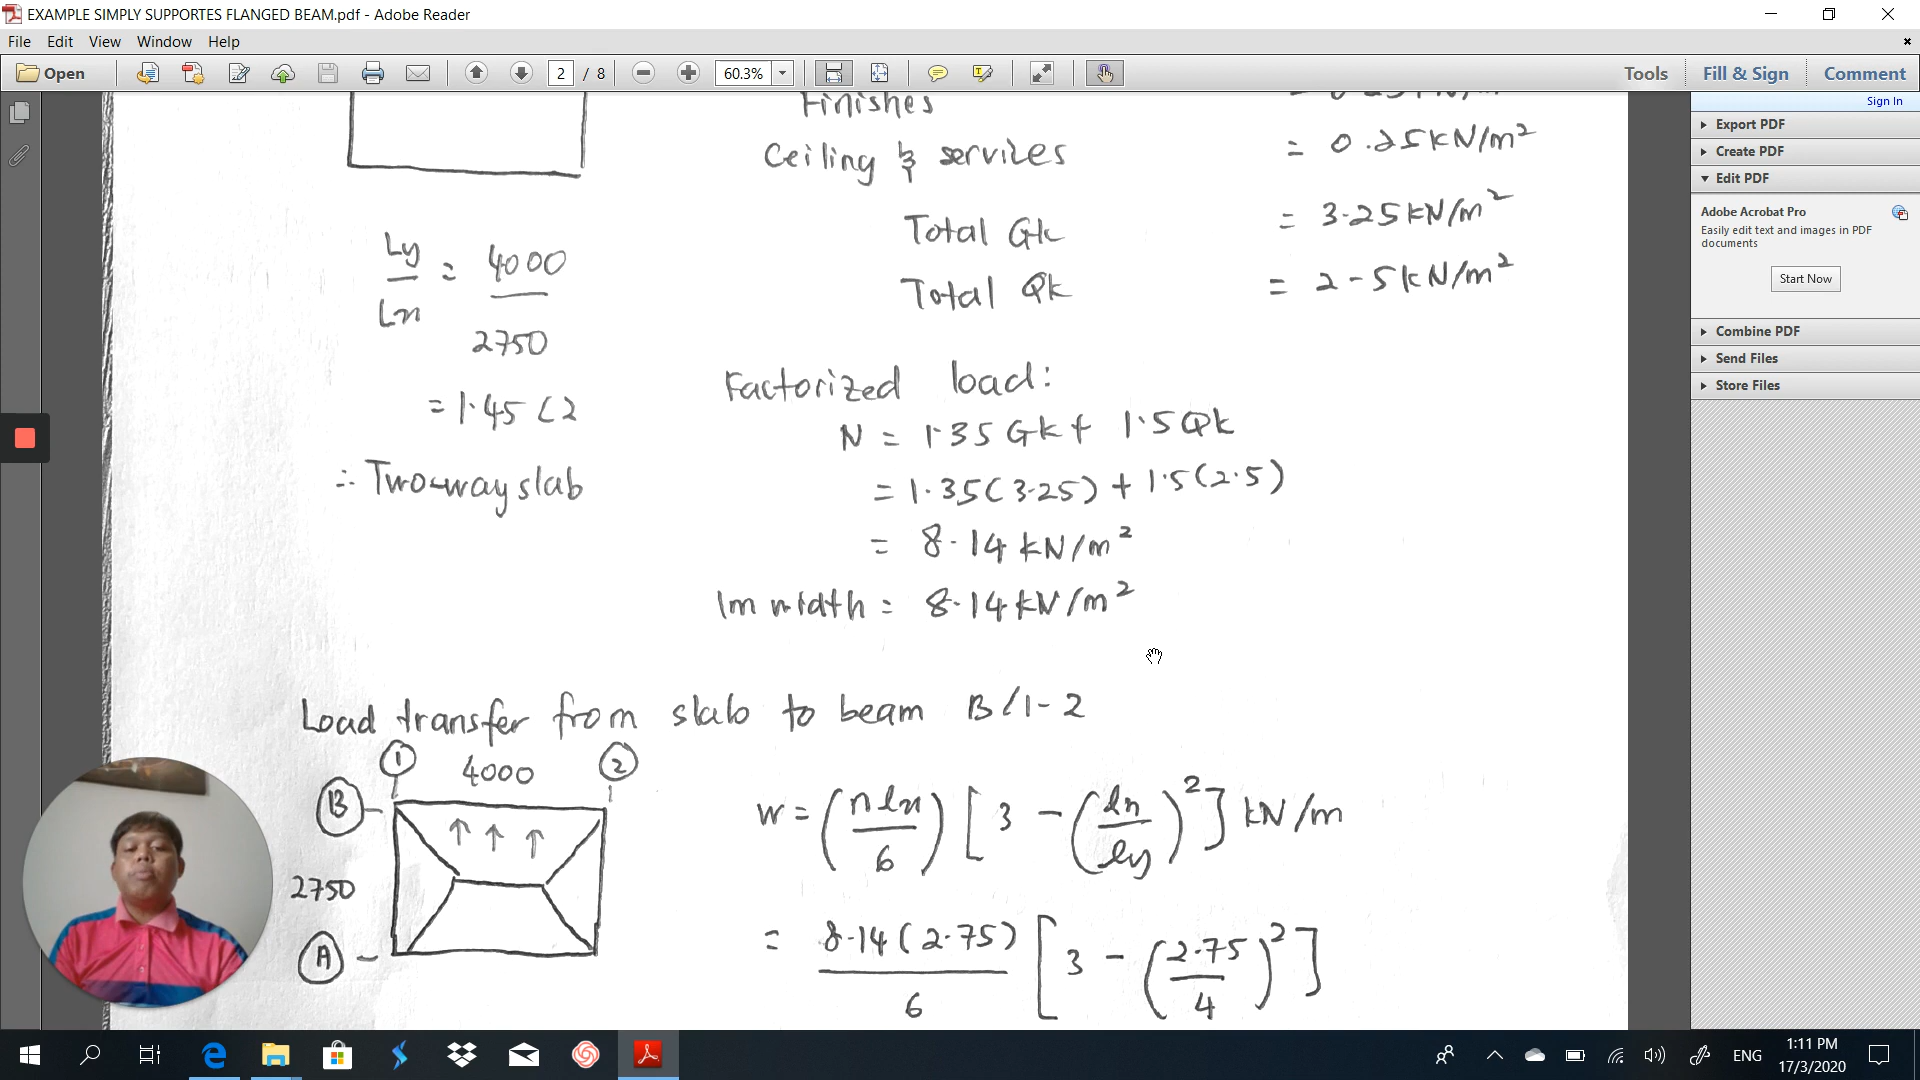 EXAMPLE SIMPLY SUPPORTES FLANGED BEAM.pdf - Adobe Reader
File Edit View Window Help
Open 2 / 8 60.3% Tools Fill & Sign Comment
Sign In
Export PDF
Create PDF
Edit PDF
Adobe Acrobat Pro
Easily edit text and images in PDF
documents
Start Now
Combine PDF
Send Files
Store Files
Finishes
Ceiling & services = 0.25kN/m²
Total Gk = 3.25kN/m²
Total Qk = 2-5kN/m²
Ly/Lx = 4000/2750
= 1.45 < 2
∴ Two-way slab
Factorized load:
N = 1.35 Gk + 1.5 Qk
= 1.35(3.25) + 1.5(2.5)
= 8.14 kN/m²
1m width = 8.14 kN/m²
Load transfer from slab to beam B/1-2
1 4000 2
B
2750
A
w = (n lx/6) [3 - (lx/ly)²] kN/m
= 8.14(2.75)/6 [3 - (2.75/4)²]
ENG
1:11 PM
17/3/2020